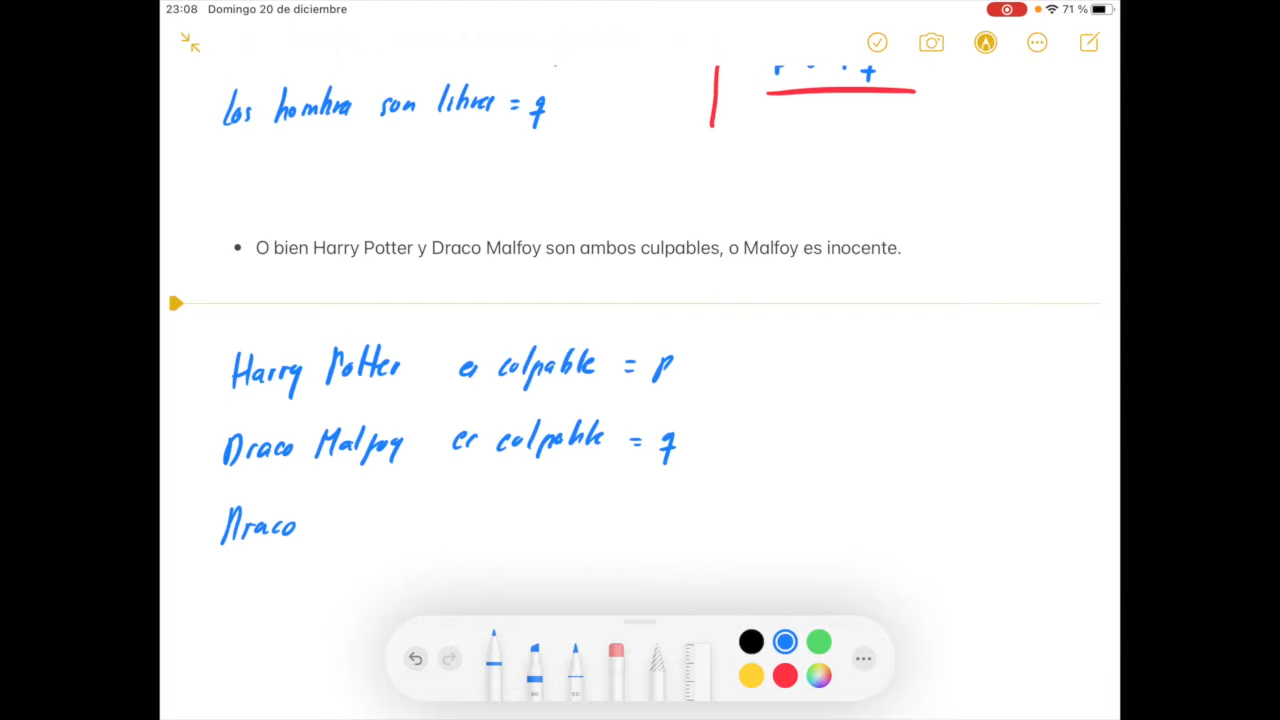 23:08 Domingo 20 de diciembre 71 %
Los hombres son libres = q
• O bien Harry Potter y Draco Malfoy son ambos culpables, o Malfoy es inocente.
Harry Potter es culpable = p
Draco Malfoy es culpable = q
Draco